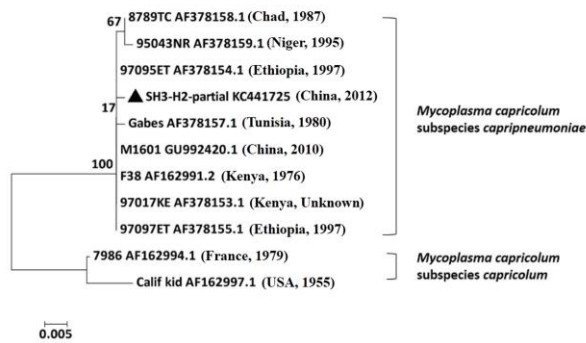 67
8789TC AF378158.1 (Chad, 1987)
95043NR AF378159.1 (Niger, 1995)
97095ET AF378154.1 (Ethiopia, 1997)
17
SH3-H2-partial KC441725 (China, 2012)
Gabes AF378157.1 (Tunisia, 1980)
M1601 GU992420.1 (China, 2010)
100
F38 AF162991.2 (Kenya, 1976)
97017KE AF378153.1 (Kenya, Unknown)
97097ET AF378155.1 (Ethiopia, 1997)
Mycoplasma capricolum
subspecies capripneumoniae
7986 AF162994.1 (France, 1979)
Calif kid AF162997.1 (USA, 1955)
Mycoplasma capricolum
subspecies capricolum
0.005